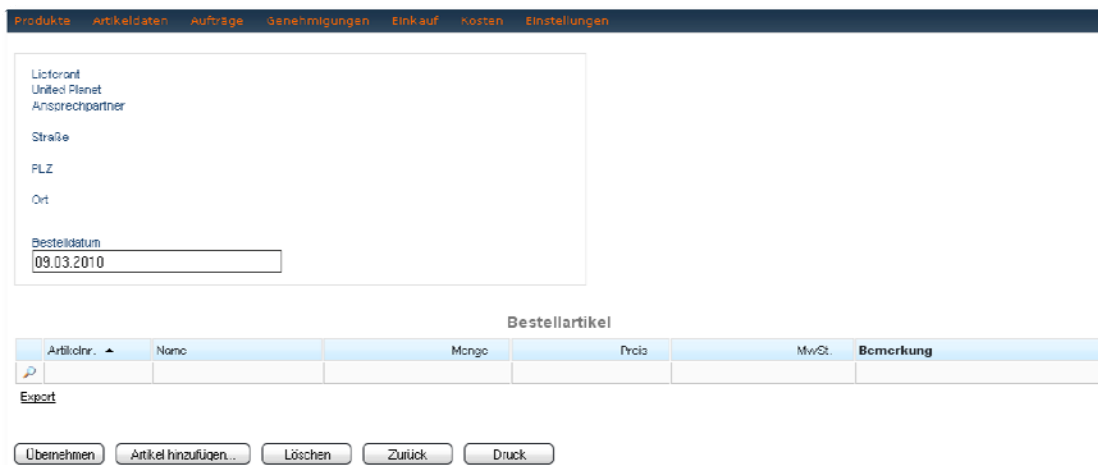 Produkte Artikeldaten Aufträge Genehmigungen Einkauf Kosten Einstellungen
Lieferant
United Planet
Ansprechpartner
Straße
PLZ
Ort
Bestelldatum
09.03.2010
Bestellartikel
Artikelnr. Name Menge Preis MwSt. Bemerkung
Export
Übernehmen Artikel hinzufügen... Löschen Zurück Druck